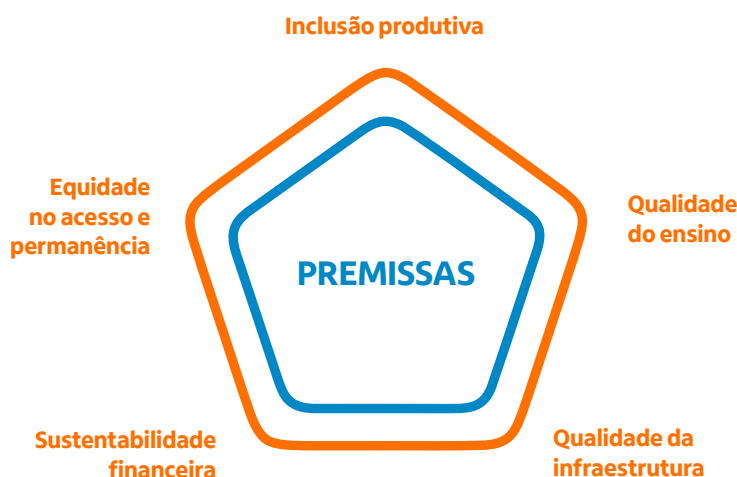 Inclusão produtiva
Equidade
no acesso e
permanência
Qualidade
do ensino
PREMISSAS
Sustentabilidade
financeira
Qualidade da
infraestrutura